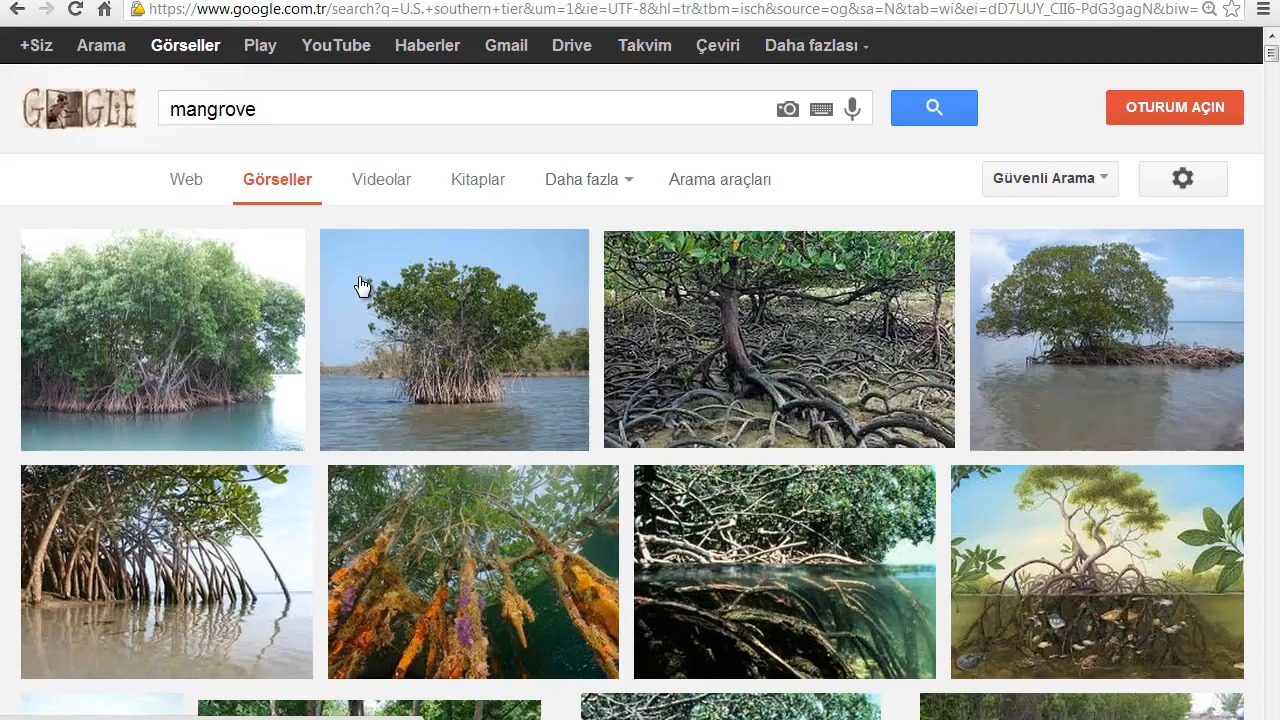 https://www.google.com.tr/search?q=U.S.+southern+tier&um=1&ie=UTF-8&hl=tr&tbm=isch&source=og&sa=N&tab=wi&ei=dD7UUY_CII6-PdG3gagN&biw=
+Siz Arama Görseller Play YouTube Haberler Gmail Drive Takvim Çeviri Daha fazlası
GOOGLE mangrove OTURUM AÇIN
Web Görseller Videolar Kitaplar Daha fazla Arama araçları Güvenli Arama